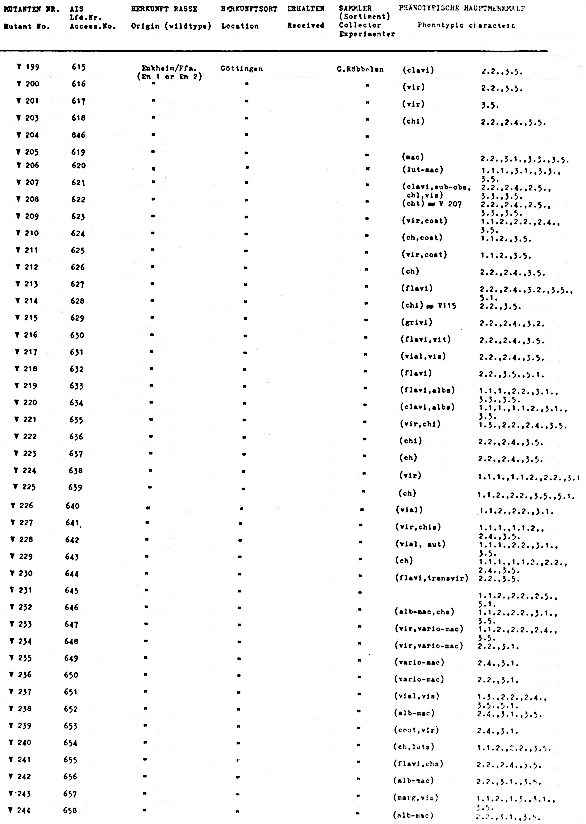 MUTANTEN NR. AIS HERKUNFT RASSE HERKUNFTSORT ERHALTEN SAMMLER PHÄNOTYPISCHE HAUPTMERKMALE
Lfd.Nr. (Sortiment)
Mutant No. Access.No. Origin (wildtype) Location Received Collector Phenotypic characters
Experimenter
V 199 615 Enkheim/Ffm. Göttingen G.Röbbelen (clavi) 2.2.,3.5.
(En 1 or En 2)
V 200 616 " " " (vir) 2.2.,3.5.
V 201 617 " " " (vir) 3.5.
V 203 618 " " " (chi) 2.2.,2.4.,3.5.
V 204 846 " " "
V 205 619 " " " (mac) 2.2.,3.1.,3.3.,3.5.
V 206 620 " " " (lut-mac) 1.1.1.,3.1.,3.3.,
3.5.
V 207 621 " " " (clavi,sub-obs, 2.2.,2.4.,2.5.,
chl,vis) 3.3.,3.5.
V 208 622 " " " (chi) = V 207 2.2.,2.4.,2.5.,
3.3.,3.5.
V 209 623 " " " (vir,cost) 1.1.2.,2.2.,2.4.,
3.5.
V 210 624 " " " (ch,cost) 1.1.2.,3.5.
V 211 625 " " " (vir,cost) 1.1.2.,3.5.
V 212 626 " " " (ch) 2.2.,2.4.,3.5.
V 213 627 " " " (flavi) 2.2.,2.4.,3.2.,3.5.,
5.1.
V 214 628 " " " (chi) = V115 2.2.,3.5.
V 215 629 " " " (grivi) 2.2.,2.4.,3.2.
V 216 630 " " " (flavi,vit) 2.2.,2.4.,3.5.
V 217 631 " " " (vial,vis) 2.2.,2.4.,3.5.
V 218 632 " " " (flavi) 2.2.,3.5.,5.1.
V 219 633 " " " (flavi,albs) 1.1.1.,2.2.,3.1.,
3.3.,3.5.
V 220 634 " " " (clavi,albs) 1.1.1.,1.1.2.,3.1.,
3.5.
V 221 635 " " " (vir,chi) 1.3.,2.2.,2.4.,3.5.
V 222 636 " " " (chi) 2.2.,2.4.,3.5.
V 223 637 " " " (ch) 2.2.,2.4.,3.5.
V 224 638 " " " (vir) 1.1.1.,1.1.2.,2.2.,3.1
V 225 639 " " " (ch) 1.1.2.,2.2.,3.5.,5.1.
V 226 640 " " " (vial) 1.1.2.,2.2.,3.1.
V 227 641. " " " (vir,chis) 1.1.1.,1.1.2.,
2.4.,3.5.
V 228 642 " " " (vial, mut) 1.1.1.,2.2.,3.1.,
3.5.
V 229 643 " " " (ch) 1.1.1.,1.1.2.,2.2.,
2.4.,3.5.
V 230 644 " " " (flavi,transvir) 2.2.,3.5.
V 231 645 " " " 1.1.2.,2.2.,2.5.,
5.1.
V 232 646 " " " (alb-mac,chs) 1.1.2.,2.2.,3.1.,
3.5.
V 233 647 " " " (vir,vario-mac) 1.1.2.,2.2.,2.4.,
3.5.
V 234 648 " " " (vir,vario-mac) 2.2.,3.1.
V 235 649 " " " (vario-mac) 2.4.,3.1.
V 236 650 " " " (vario-mac) 2.2.,3.1.
V 237 651 " " " (vial,vis) 1.3.,2.2.,2.4.,
3.5.,5.1.
V 238 652 " " " (alb-mac) 2.4.,3.1.,3.5.
V 239 653 " " " (cost,vir) 2.4.,3.1.
V 240 654 " " " (ch,luts) 1.1.2.,2.2.,3.5.
V 241 655 " " " (flavi,chs) 2.2.,2.4.,3.5.
V 242 656 " " " (alb-mac) 2.2.,3.1.,3.5.
V 243 657 " " " (marg,vis) 1.1.2.,1.3.,3.1.,
3.5.
V 244 658 " " " (alb-mac) 2.2.,3.1.,3.5.